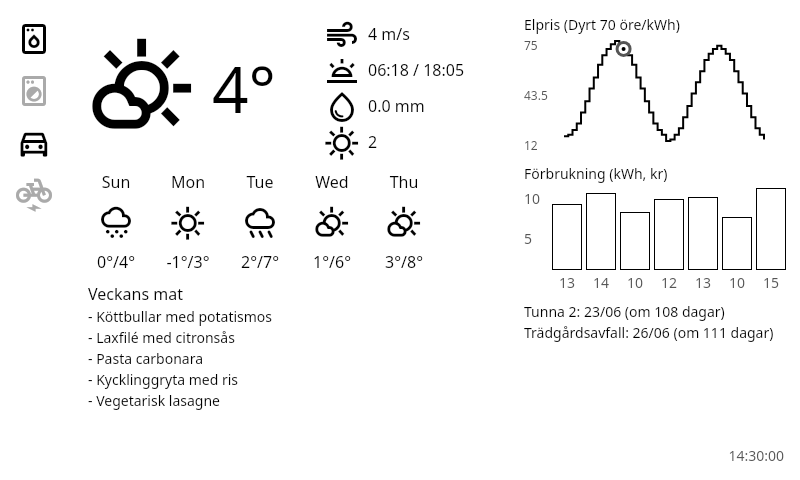 4°
4 m/s
06:18 / 18:05
0.0 mm
2
Sun Mon Tue Wed Thu
0°/4° -1°/3° 2°/7° 1°/6° 3°/8°
Veckans mat
- Köttbullar med potatismos
- Laxfilé med citronsås
- Pasta carbonara
- Kycklinggryta med ris
- Vegetarisk lasagne
Elpris (Dyrt 70 öre/kWh)
75
43.5
12
Förbrukning (kWh, kr)
10
5
13 14 10 12 13 10 15
Tunna 2: 23/06 (om 108 dagar)
Trädgårdsavfall: 26/06 (om 111 dagar)
14:30:00